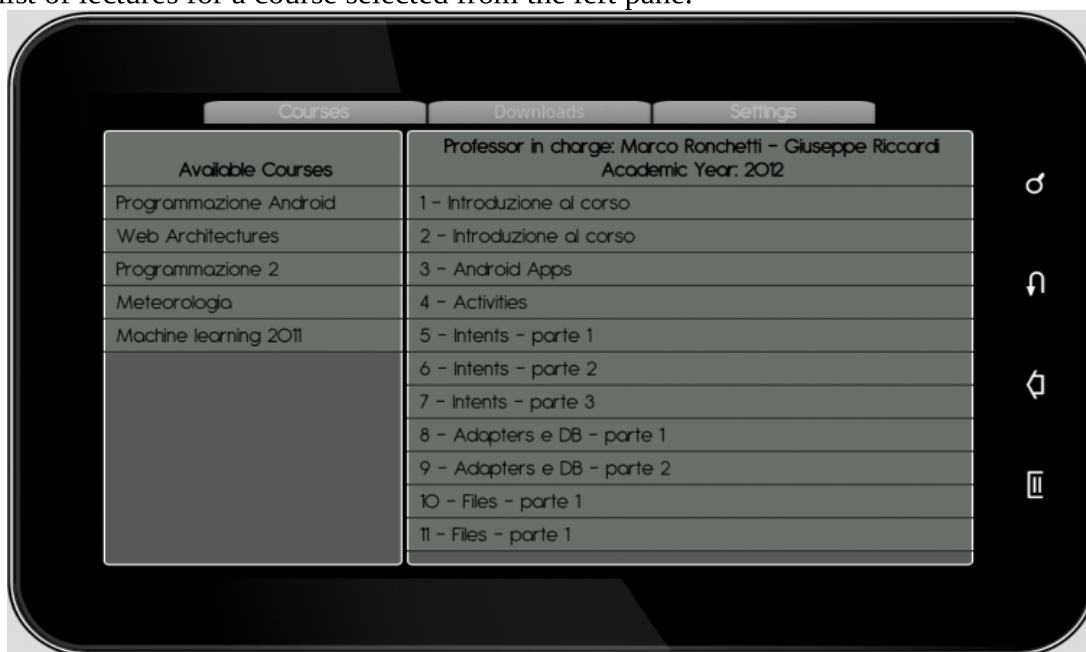 list of lectures for a course selected from the left pane.
Courses
Downloads
Settings
Available Courses
Programmazione Android
Web Architectures
Programmazione 2
Meteorologia
Machine learning 2011
Professor in charge: Marco Ronchetti - Giuseppe Riccardi
Academic Year: 2012
1 - Introduzione al corso
2 - Introduzione al corso
3 - Android Apps
4 - Activities
5 - Intents - parte 1
6 - Intents - parte 2
7 - Intents - parte 3
8 - Adapters e DB - parte 1
9 - Adapters e DB - parte 2
10 - Files - parte 1
11 - Files - parte 1